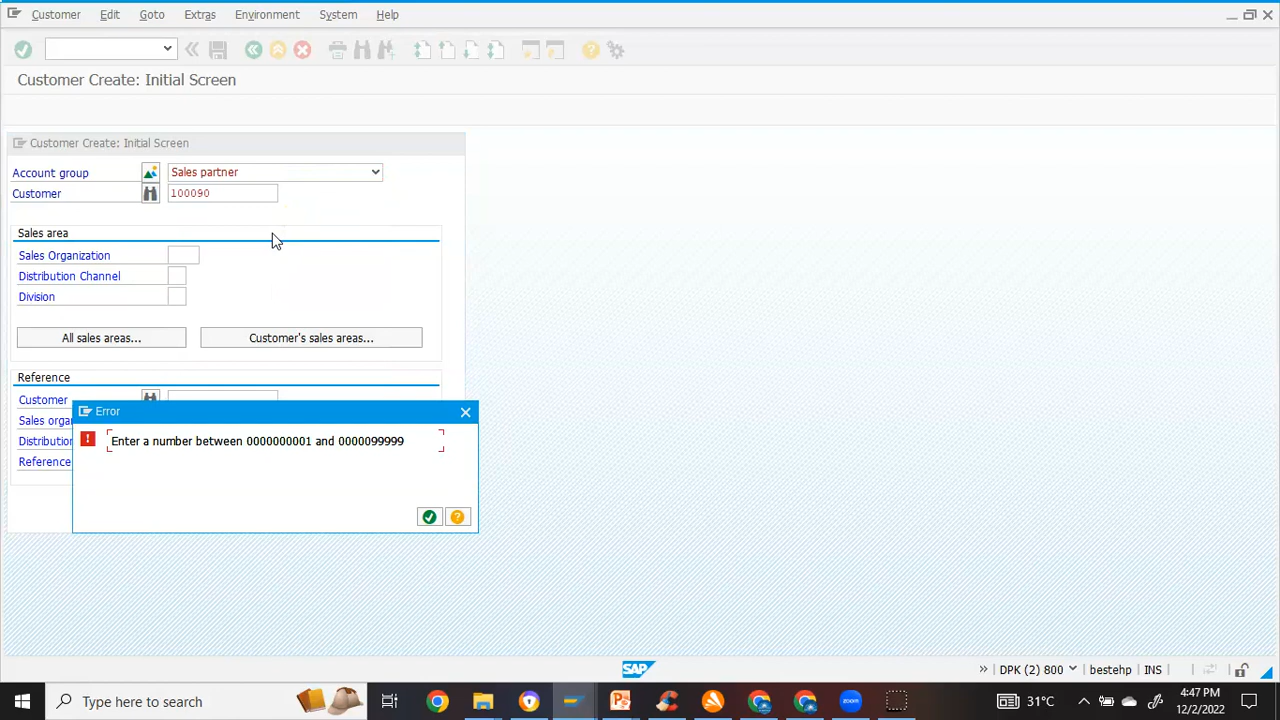 Customer Edit Goto Extras Environment System Help
Customer Create: Initial Screen
Customer Create: Initial Screen
Account group Sales partner
Customer 100090
Sales area
Sales Organization
Distribution Channel
Division
All sales areas... Customer's sales areas...
Reference
Customer
Sales orga
Distributio
Reference
Error
Enter a number between 0000000001 and 0000099999
SAP
DPK (2) 800 bestehp INS
Type here to search
zoom
31°C
4:47 PM
12/2/2022